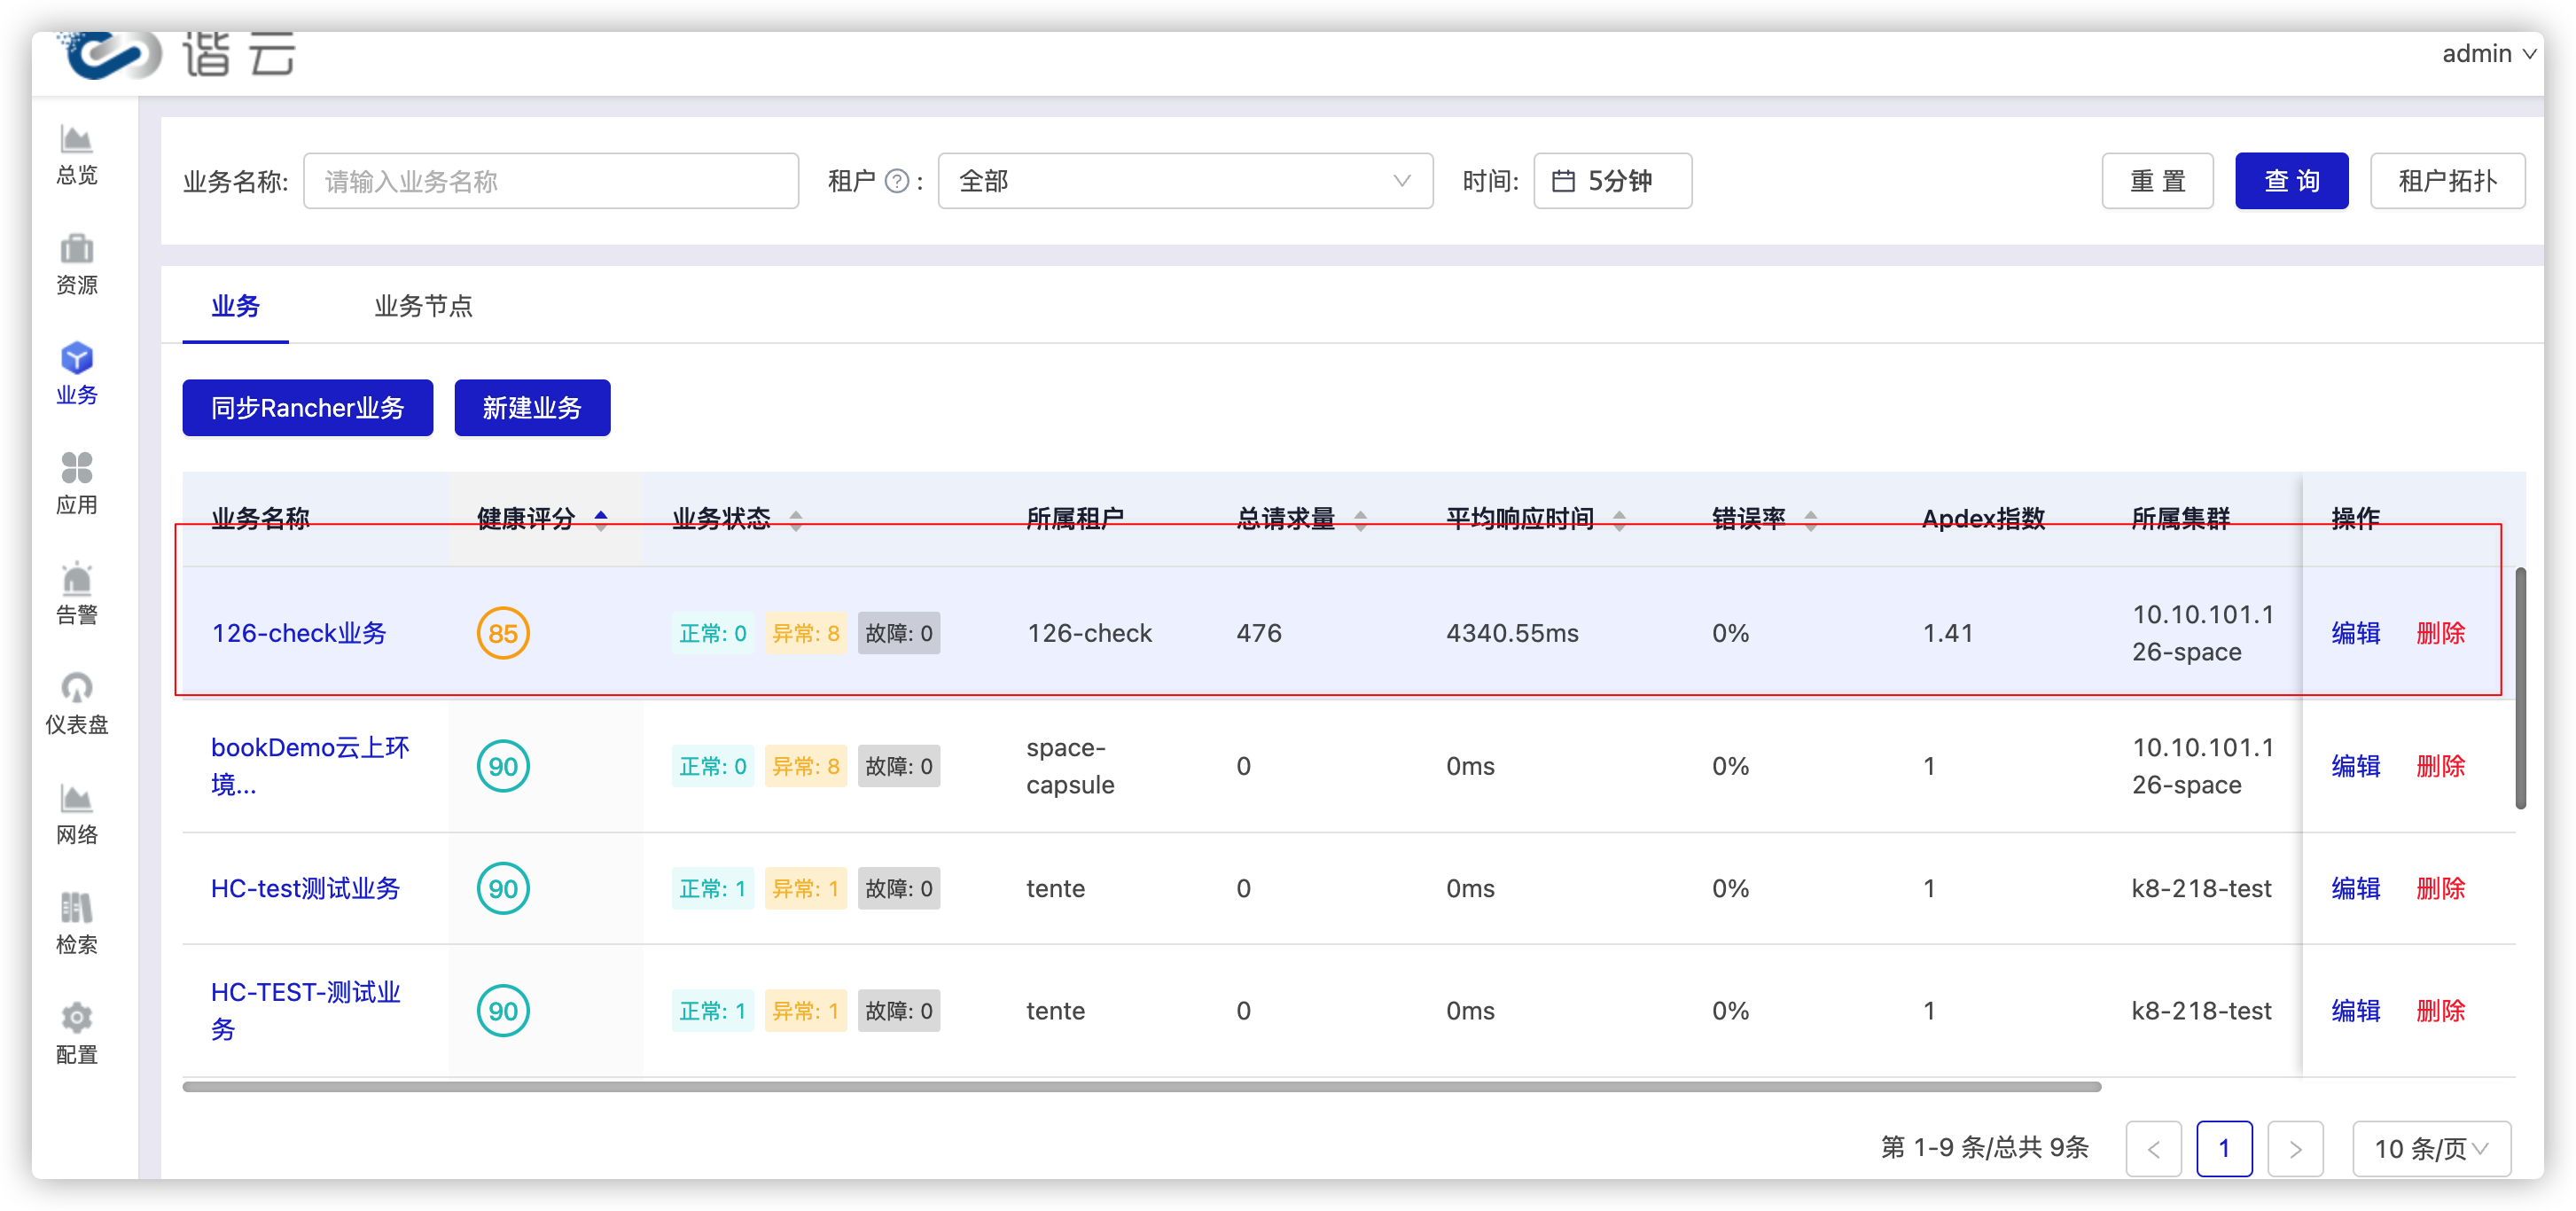 谐云
admin
总览
资源
业务
应用
告警
仪表盘
网络
检索
配置
业务名称: 请输入业务名称 租户 ? : 全部 时间: 5分钟 重 置 查 询 租户拓扑
业务 业务节点
同步Rancher业务 新建业务
业务名称 健康评分 业务状态 所属租户 总请求量 平均响应时间 错误率 Apdex指数 所属集群 操作
126-check业务 85 正常: 0 异常: 8 故障: 0 126-check 476 4340.55ms 0% 1.41 10.10.101.1 编辑 删除
26-space
bookDemo云上环 90 正常: 0 异常: 8 故障: 0 space- 0 0ms 0% 1 10.10.101.1 编辑 删除
境... capsule 26-space
HC-test测试业务 90 正常: 1 异常: 1 故障: 0 tente 0 0ms 0% 1 k8-218-test 编辑 删除
HC-TEST-测试业 90 正常: 1 异常: 1 故障: 0 tente 0 0ms 0% 1 k8-218-test 编辑 删除
务
第 1-9 条/总共 9条 < 1 > 10 条/页